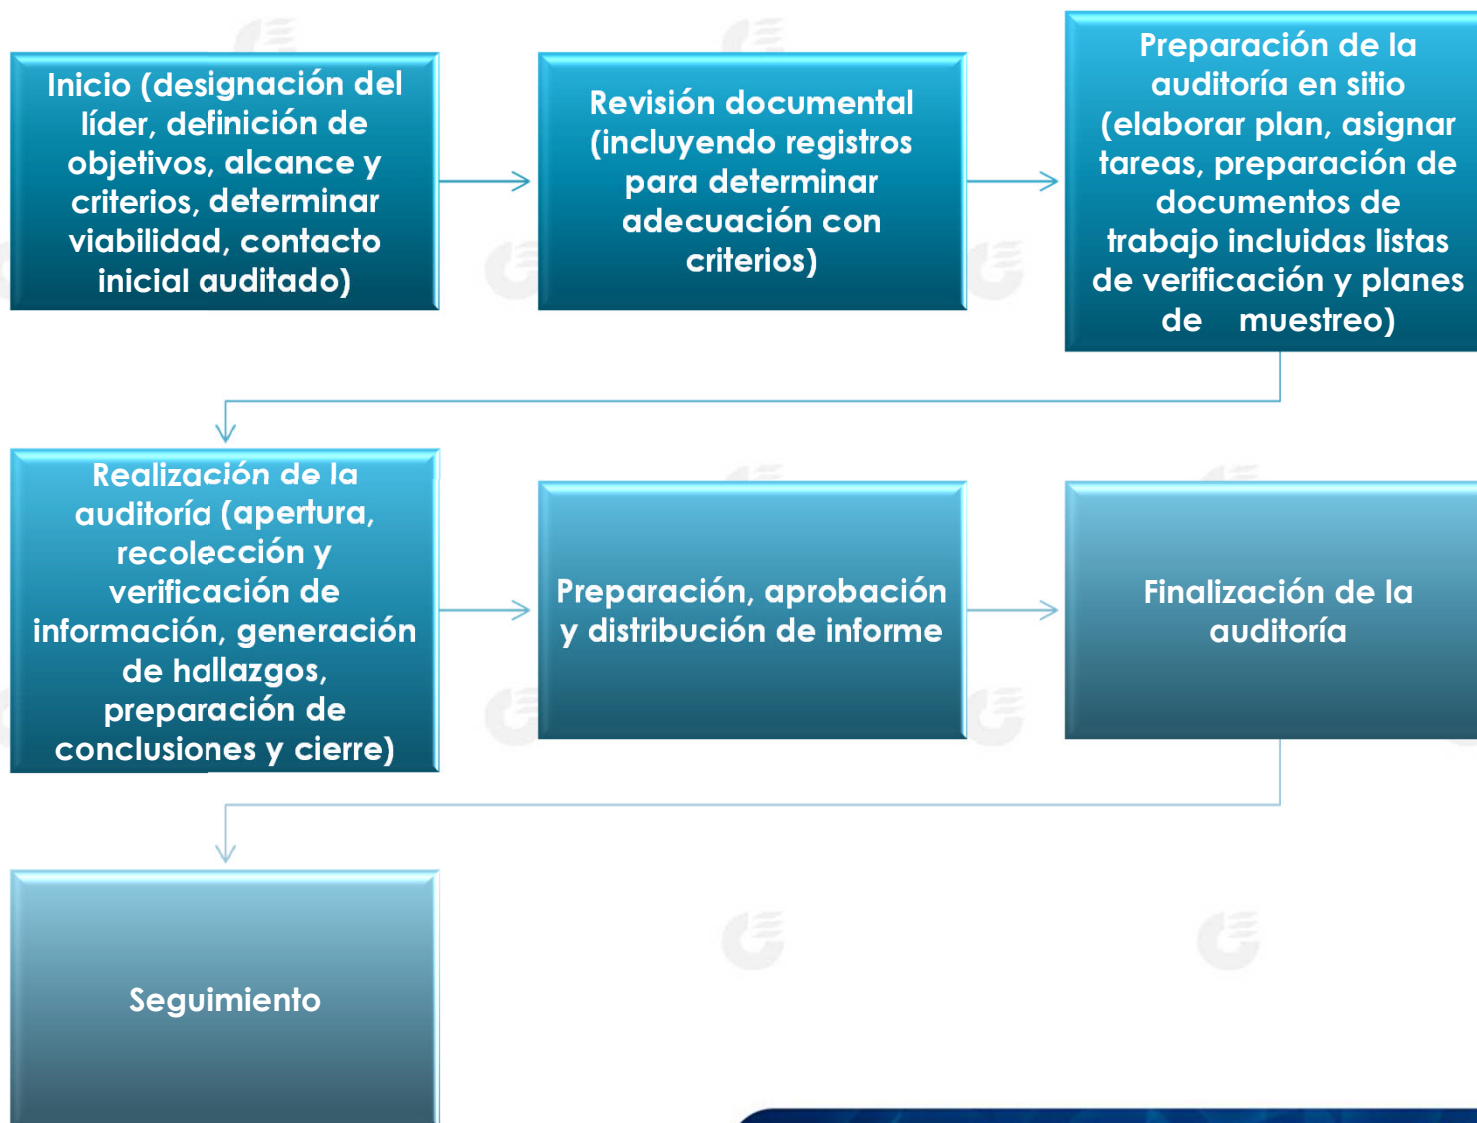 Inicio (designación del
líder, definición de
objetivos, alcance y
criterios, determinar
viabilidad, contacto
inicial auditado)
Revisión documental
(incluyendo registros
para determinar
adecuación con
criterios)
Preparación de la
auditoría en sitio
(elaborar plan, asignar
tareas, preparación de
documentos de
trabajo incluidas listas
de verificación y planes
de muestreo)
Realización de la
auditoría (apertura,
recolección y
verificación de
información, generación
de hallazgos,
preparación de
conclusiones y cierre)
Preparación, aprobación
y distribución de informe
Finalización de la
auditoría
Seguimiento